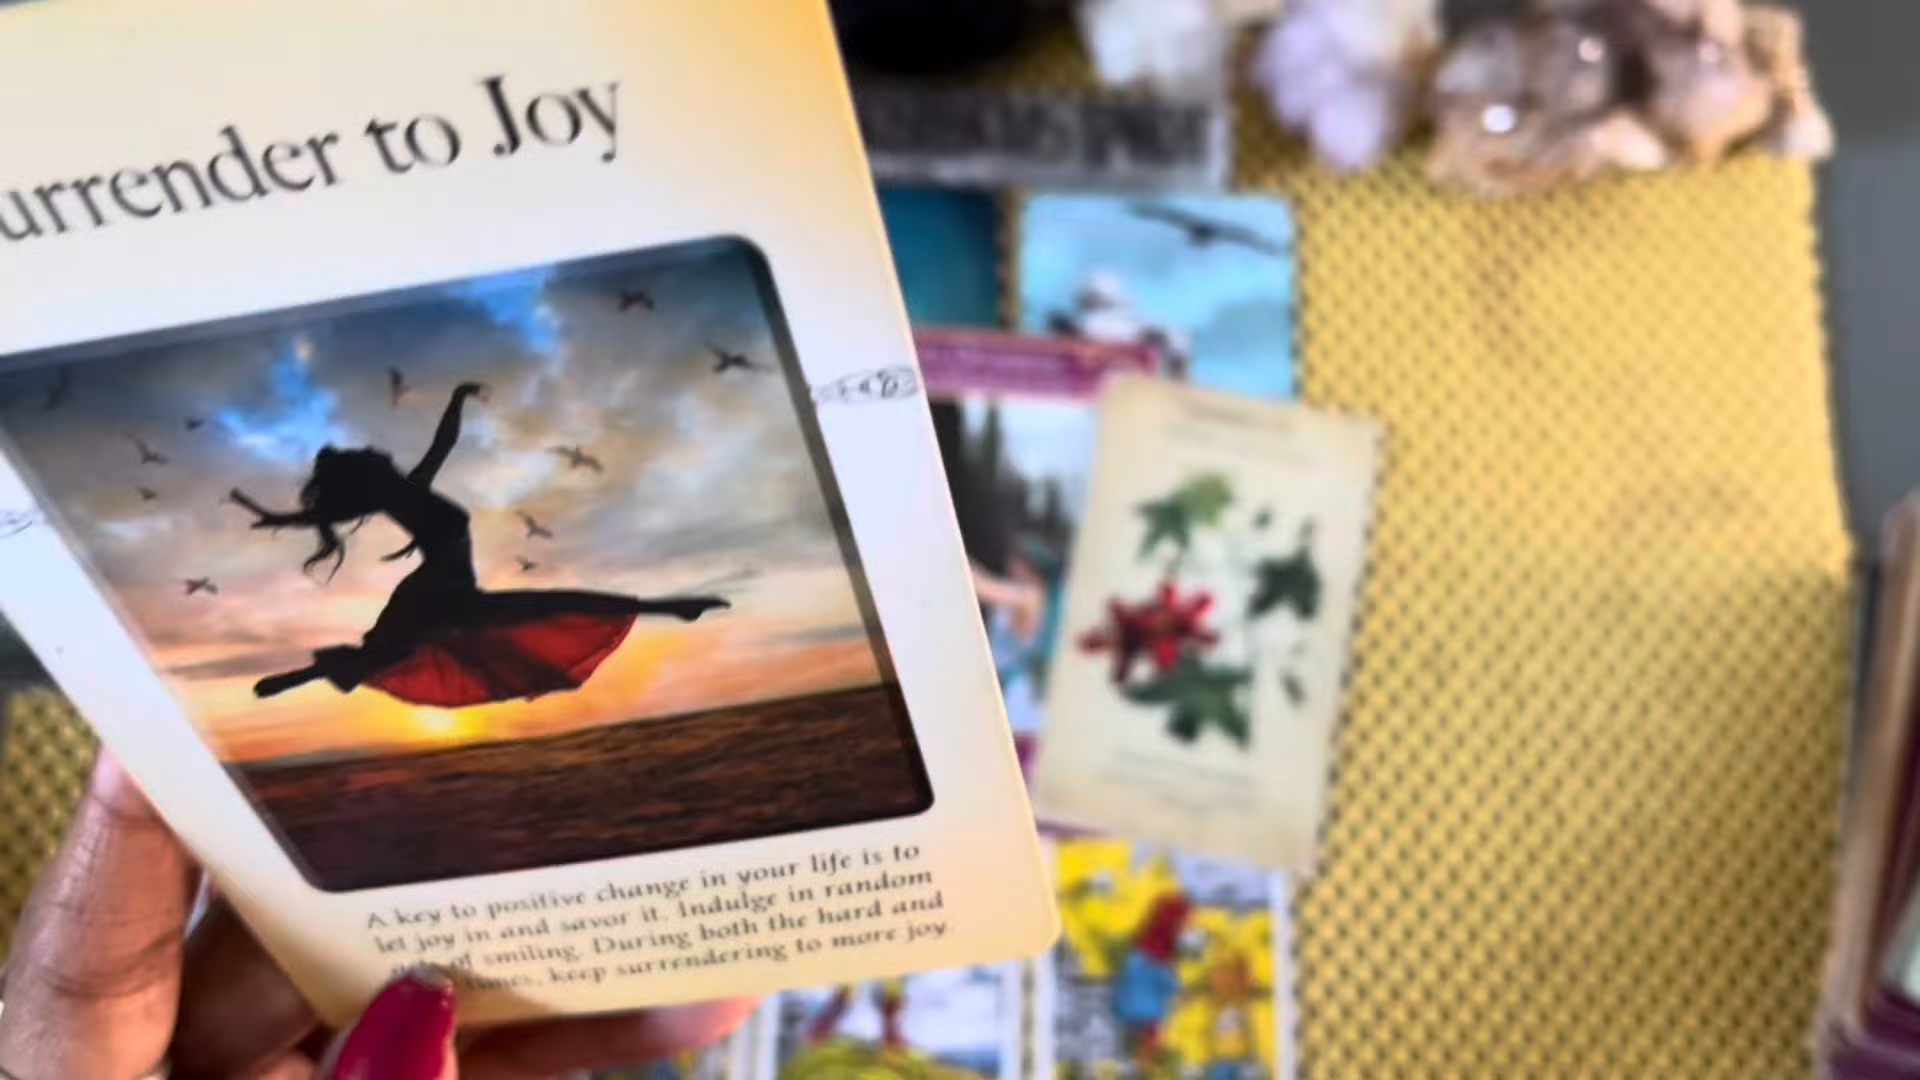 urrender to Joy
A key to positive change in your life is to
let joy in and savor it. Indulge in random
of smiling. During both the hard and
times, keep surrendering to more joy.